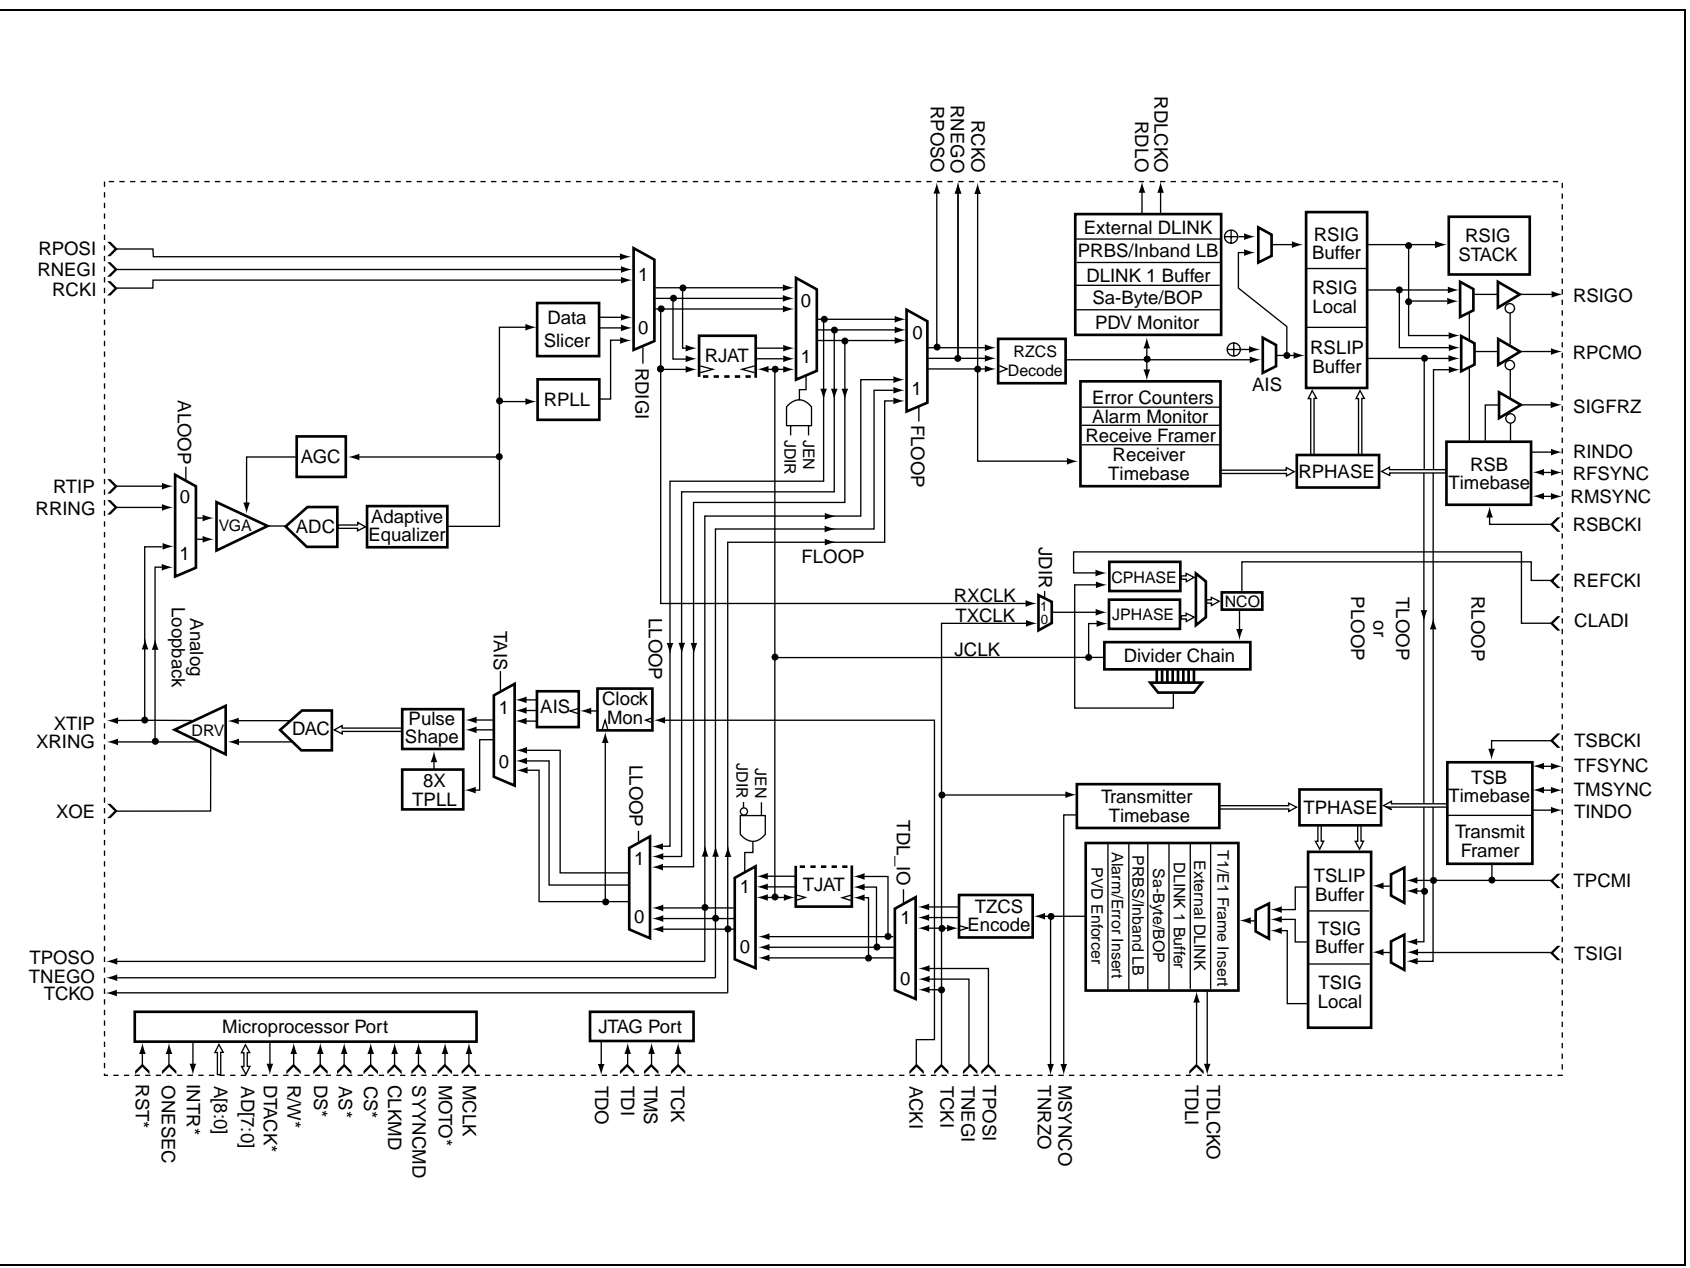 RPOSO
RNEGO
RCKO
RDLO
RDLCKO
RPOSI
RNEGI
RCKI
1
0
RDIGI
Data
Slicer
RPLL
RJAT
0
1
JDIR
JEN
0
1
FLOOP
RZCS
Decode
External DLINK
PRBS/Inband LB
DLINK 1 Buffer
Sa-Byte/BOP
PDV Monitor
Error Counters
Alarm Monitor
Receive Framer
Receiver
Timebase
AIS
RSIG
Buffer
RSIG
Local
RSLIP
Buffer
RSIG
STACK
RSIGO
RPCMO
SIGFRZ
RPHASE
RSB
Timebase
RINDO
RFSYNC
RMSYNC
RSBCKI
ALOOP
RTIP
RRING
0
1
AGC
VGA
ADC
Adaptive
Equalizer
FLOOP
Analog
Loopback
LLOOP
RXCLK
TXCLK
JDIR
1
0
CPHASE
JPHASE
NCO
JCLK
Divider Chain
REFCKI
CLADI
PLOOP
or
TLOOP
RLOOP
XTIP
XRING
XOE
DRV
DAC
Pulse
Shape
8X
TPLL
TAIS
1
0
AIS
Clock
Mon
LLOOP
1
0
JDIR
JEN
1
0
TJAT
TDL_IO
1
0
TZCS
Encode
Transmitter
Timebase
PVD Enforcer
Alarm/Error Insert
PRBS/Inband LB
Sa-Byte/BOP
DLINK 1 Buffer
External DLINK
T1/E1 Frame Insert
TPHASE
TSLIP
Buffer
TSIG
Buffer
TSIG
Local
TSB
Timebase
Transmit
Framer
TSBCKI
TFSYNC
TMSYNC
TINDO
TPCMI
TSIGI
TPOSO
TNEGO
TCKO
Microprocessor Port
RST*
ONESEC
INTR*
A[8:0]
AD[7:0]
DTACK*
R/W*
DS*
AS*
CS*
CLKMD
SYYNCMD
MOTO*
MCLK
JTAG Port
TDO
TDI
TMS
TCK
ACKI
TCKI
TNEGI
TPOSI
TNRZO
MSYNCO
TDLI
TDLCKO